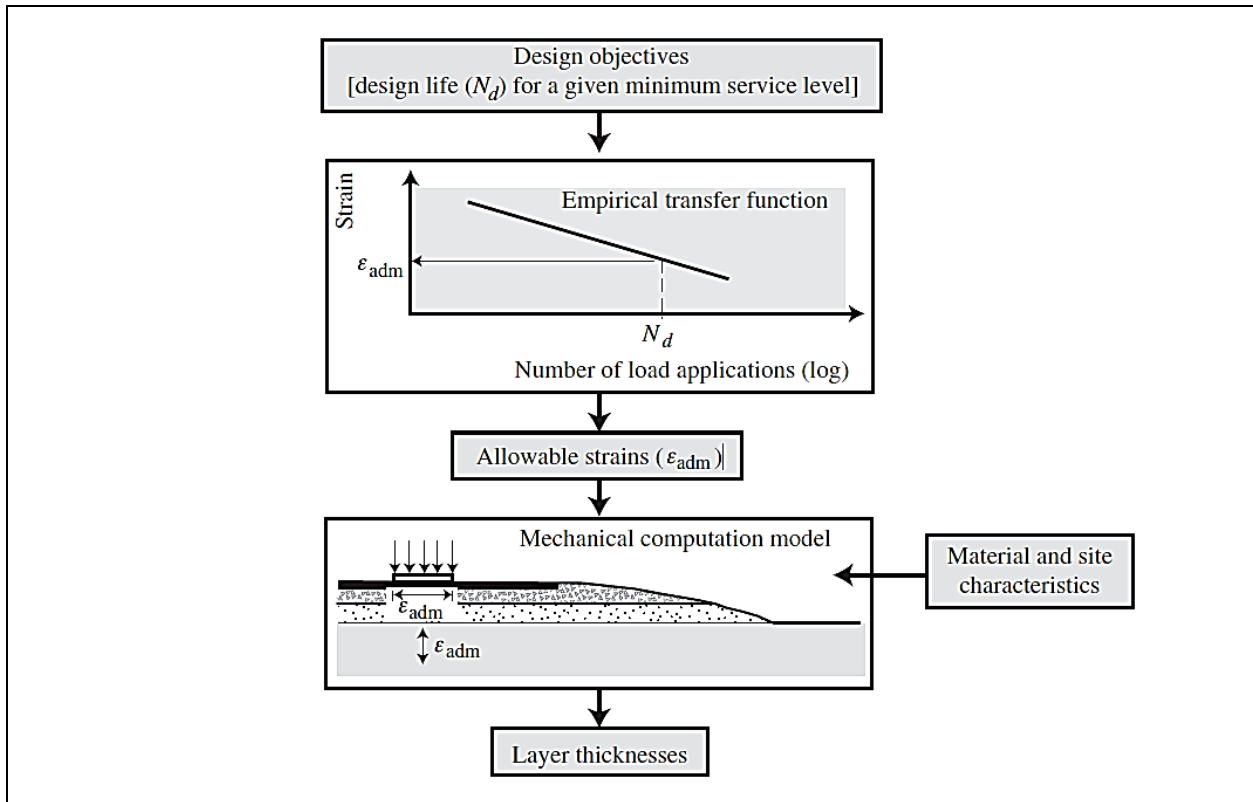 Design objectives
[design life (N_d) for a given minimum service level]
Strain
Empirical transfer function
ε_adm
N_d
Number of load applications (log)
Allowable strains (ε_adm)|
Mechanical computation model
ε_adm
ε_adm
Material and site
characteristics
Layer thicknesses